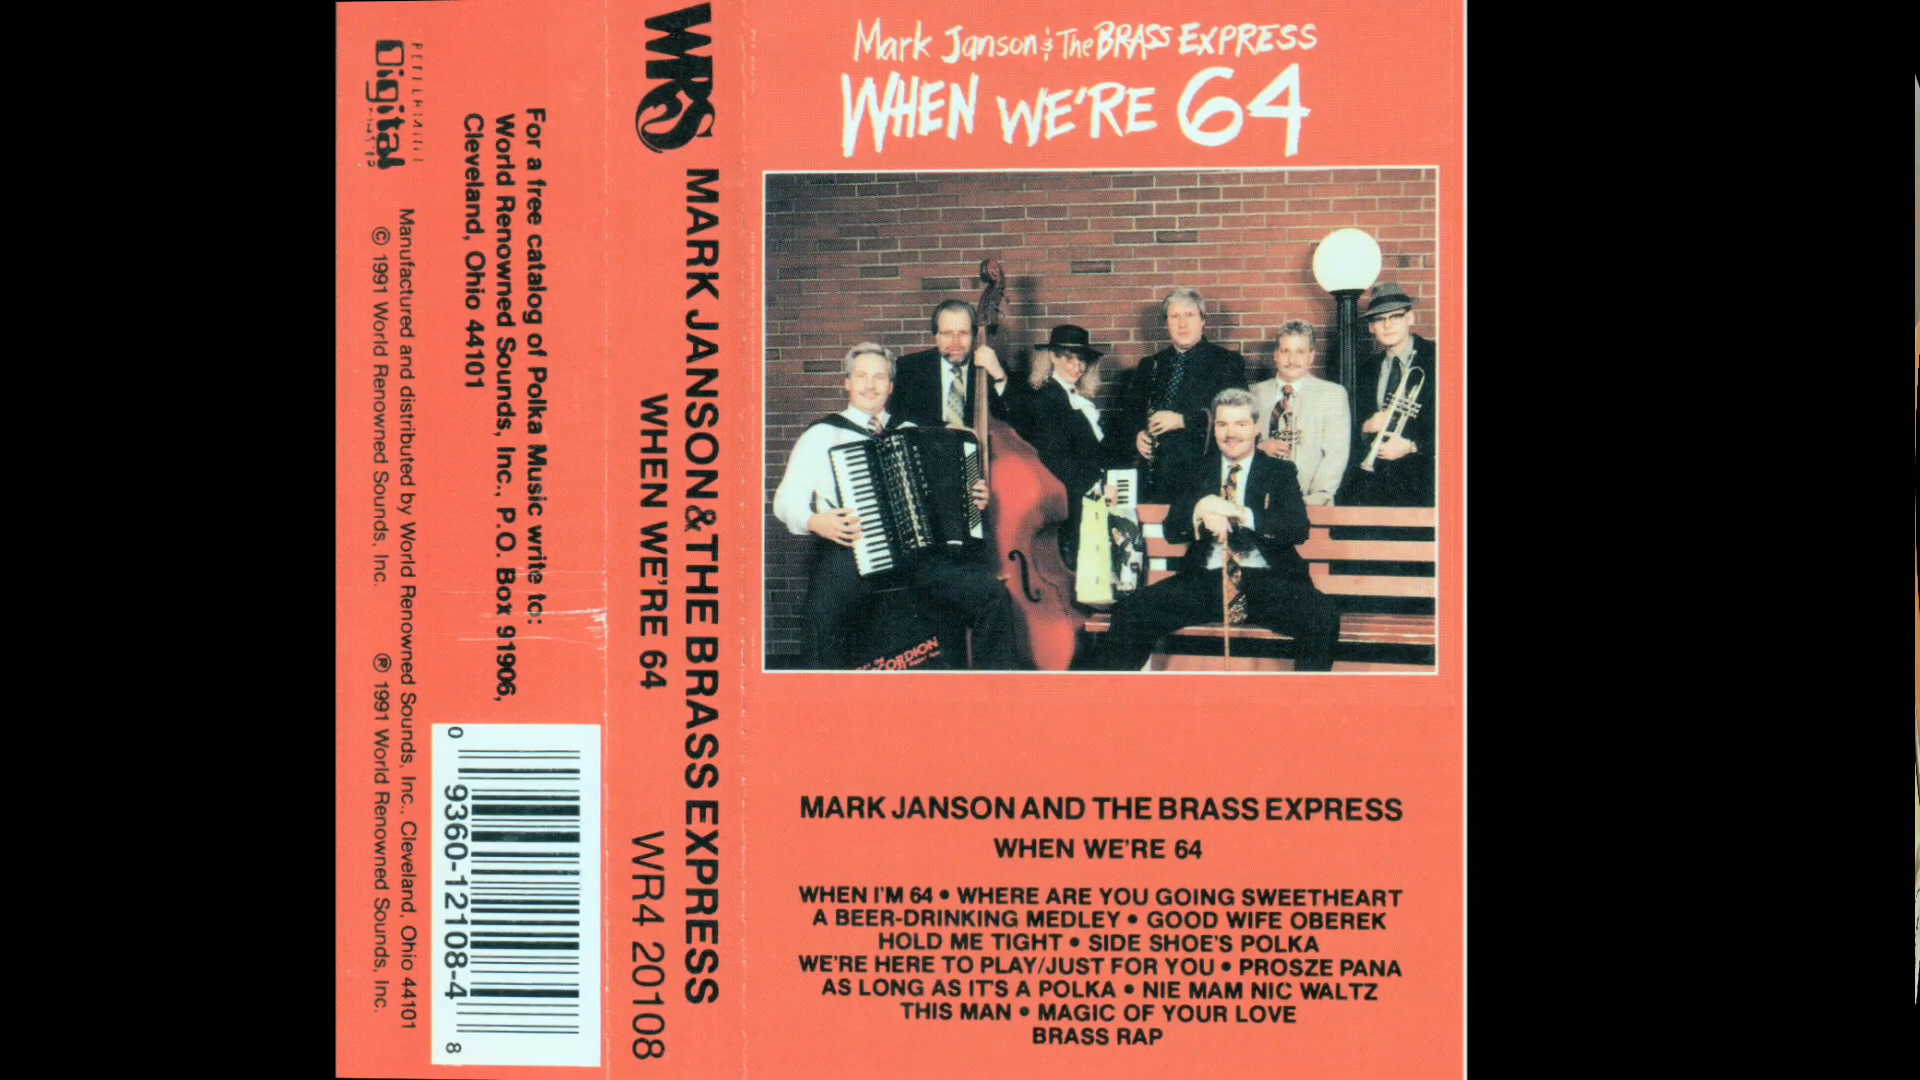 Mark Janson & The BRASS EXPRESS
WHEN WE'RE 64
MARK JANSON AND THE BRASS EXPRESS
WHEN WE'RE 64
WHEN I'M 64 • WHERE ARE YOU GOING SWEETHEART
A BEER-DRINKING MEDLEY • GOOD WIFE OBEREK
HOLD ME TIGHT • SIDE SHOE'S POLKA
WE'RE HERE TO PLAY/JUST FOR YOU • PROSZE PANA
AS LONG AS IT'S A POLKA • NIE MAM NIC WALTZ
THIS MAN • MAGIC OF YOUR LOVE
BRASS RAP
WRS
MARK JANSON & THE BRASS EXPRESS
WHEN WE'RE 64
WR4 20108
For a free catalog of Polka Music write to:
World Renowned Sounds, Inc., P.O. Box 91906,
Cleveland, Ohio 44101
0 9360-12108-4 8
Digital
Manufactured and distributed by World Renowned Sounds, Inc., Cleveland, Ohio 44101
© 1991 World Renowned Sounds, Inc. ® 1991 World Renowned Sounds, Inc.